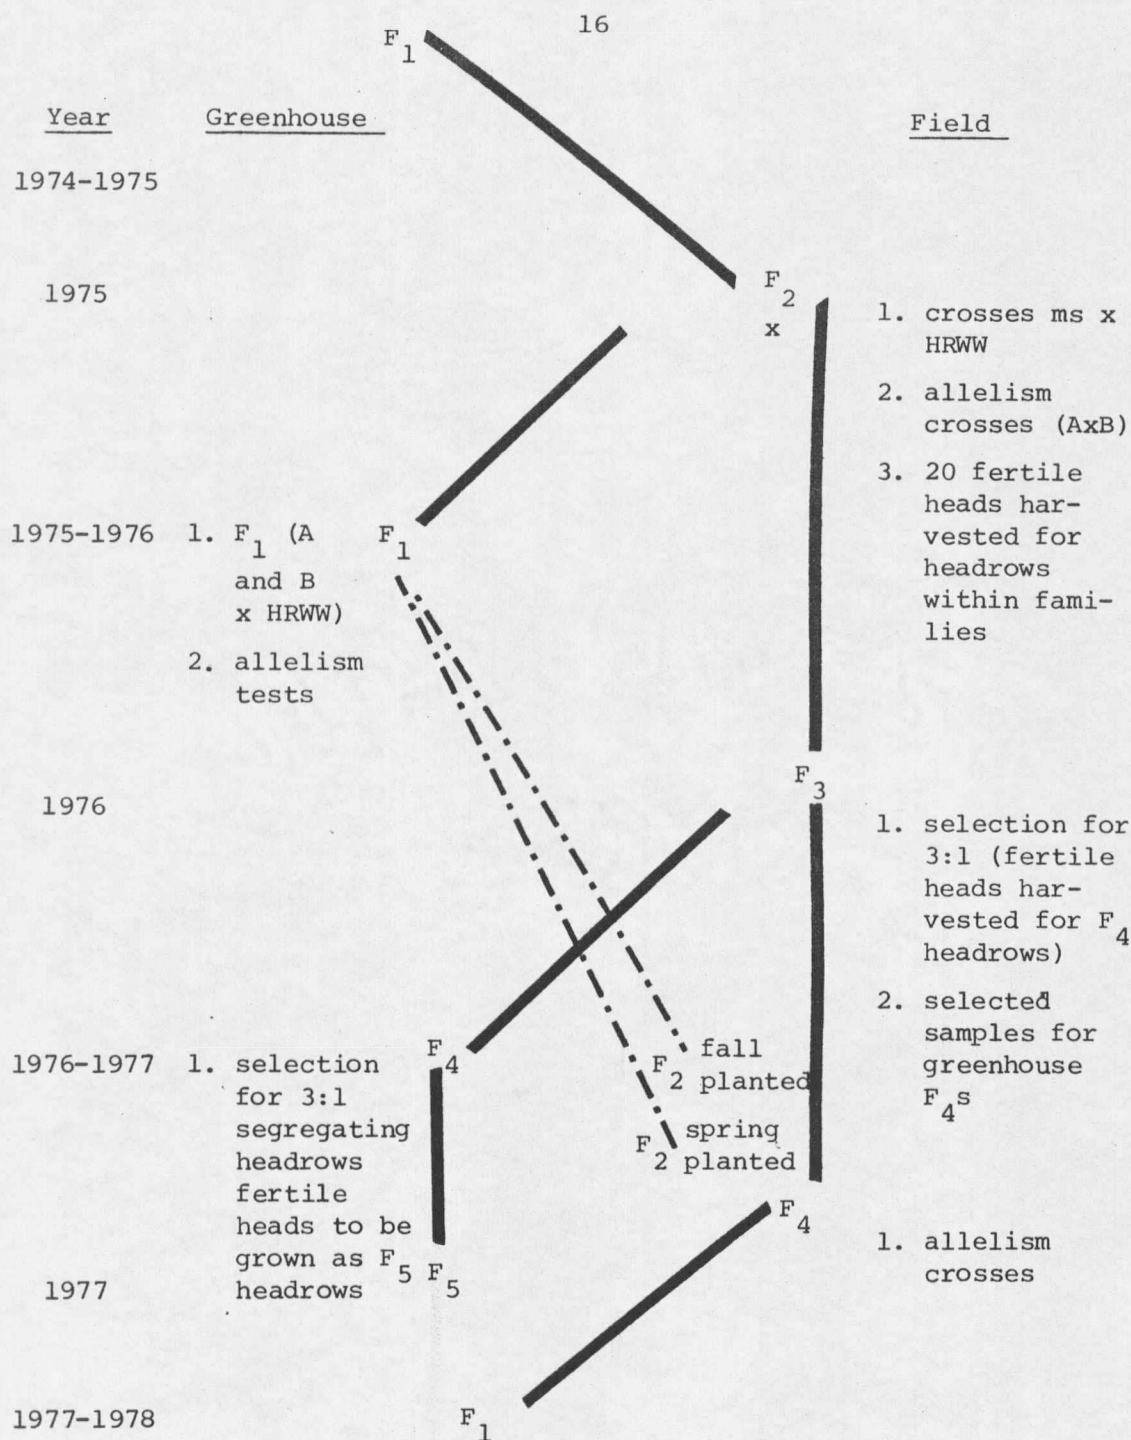 16
F1
Year Greenhouse Field
1974-1975
1975
F2
x
1. crosses ms x
HRWW
2. allelism
crosses (AxB)
3. 20 fertile
heads har-
vested for
headrows
within fami-
lies
1975-1976
1. F1 (A
and B
x HRWW)
2. allelism
tests
F1
1976
F3
1. selection for
3:1 (fertile
heads har-
vested for F4
headrows)
2. selected
samples for
greenhouse
F4s
1976-1977
1. selection
for 3:1
segregating
headrows
fertile
heads to be
grown as F5
headrows
F4
F2 fall
planted
F2 spring
planted
F4
1. allelism
crosses
1977
F5
1977-1978
F1